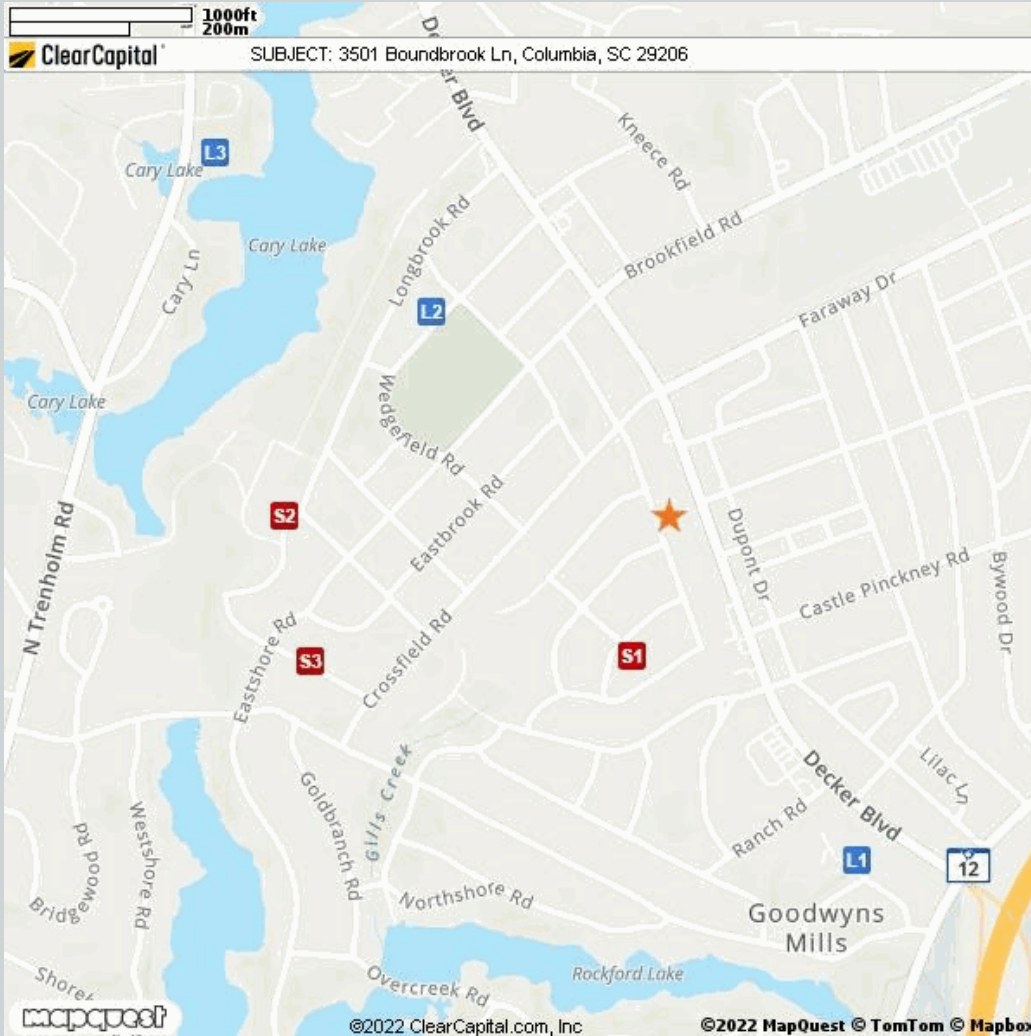 1000ft
200m
ClearCapital
SUBJECT: 3501 Boundbrook Ln, Columbia, SC 29206
Decker Blvd
Kneece Rd
L3
Cary Lake
Longbrook Rd
Brookfield Rd
Cary Lake
Cary Ln
Faraway Dr
L2
Cary Lake
Wedgefield Rd
Eastbrook Rd
S2
N Trenholm Rd
Dupont Dr
Castle Pinckney Rd
Bywood Dr
Eastshore Rd
S3
Crossfield Rd
S1
Gills Creek
Goldbranch Rd
Westshore Rd
Bridgewood Rd
Decker Blvd
Lilac Ln
Ranch Rd
L1
12
Northshore Rd
Goodwyns
Mills
Rockford Lake
Overcreek Rd
mapquest
©2022 ClearCapital.com, Inc
©2022 MapQuest © TomTom © Mapbox